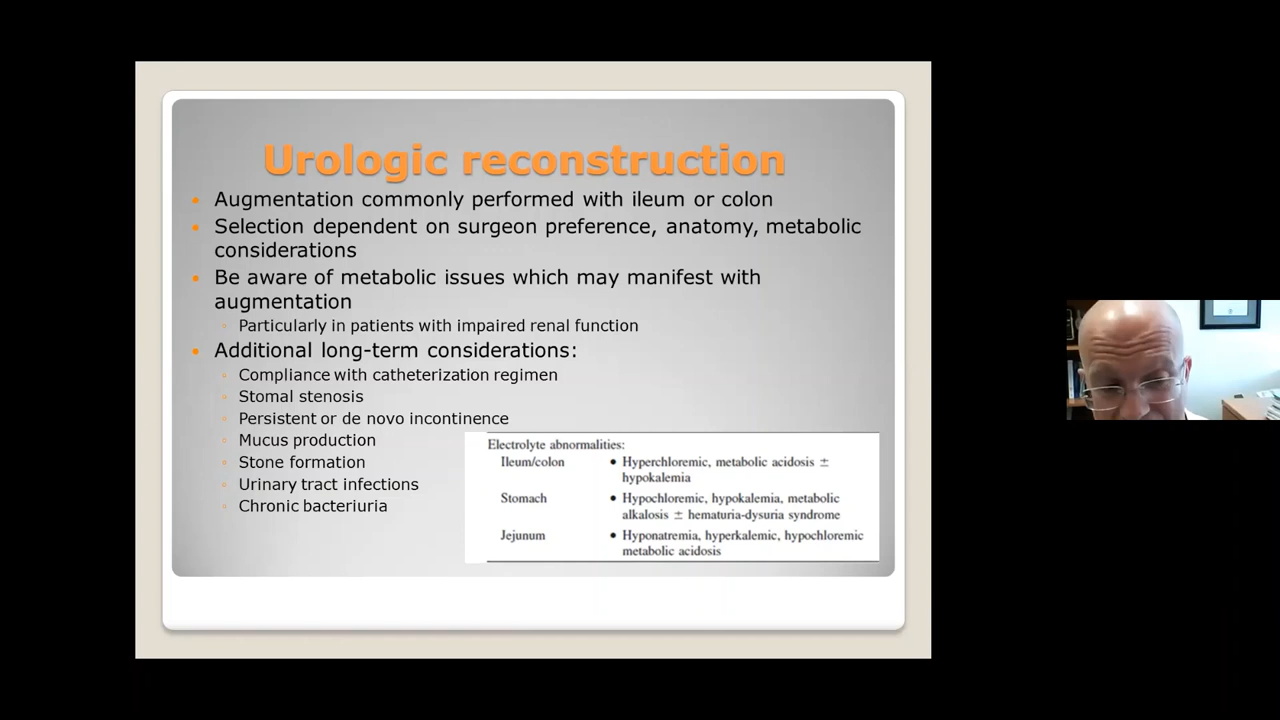 Urologic reconstruction
• Augmentation commonly performed with ileum or colon
• Selection dependent on surgeon preference, anatomy, metabolic
considerations
• Be aware of metabolic issues which may manifest with
augmentation
◦ Particularly in patients with impaired renal function
• Additional long-term considerations:
◦ Compliance with catheterization regimen
◦ Stomal stenosis
◦ Persistent or de novo incontinence
◦ Mucus production
◦ Stone formation
◦ Urinary tract infections
◦ Chronic bacteriuria
Electrolyte abnormalities:
Ileum/colon • Hyperchloremic, metabolic acidosis ±
hypokalemia
Stomach • Hypochloremic, hypokalemia, metabolic
alkalosis ± hematuria-dysuria syndrome
Jejunum • Hyponatremia, hyperkalemic, hypochloremic
metabolic acidosis